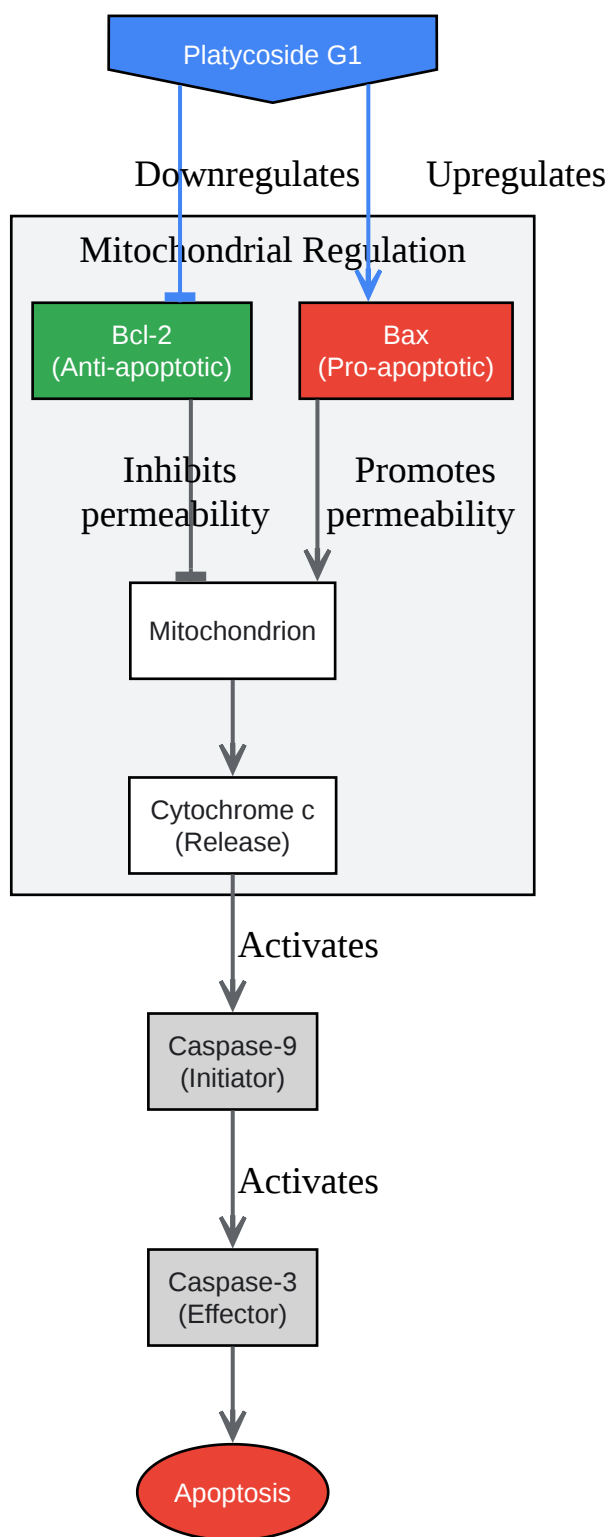 Platycoside G1
Downregulates
Upregulates
Mitochondrial Regulation
Bcl-2
(Anti-apoptotic)
Bax
(Pro-apoptotic)
Inhibits
permeability
Promotes
permeability
Mitochondrion
Cytochrome c
(Release)
Activates
Caspase-9
(Initiator)
Activates
Caspase-3
(Effector)
Apoptosis